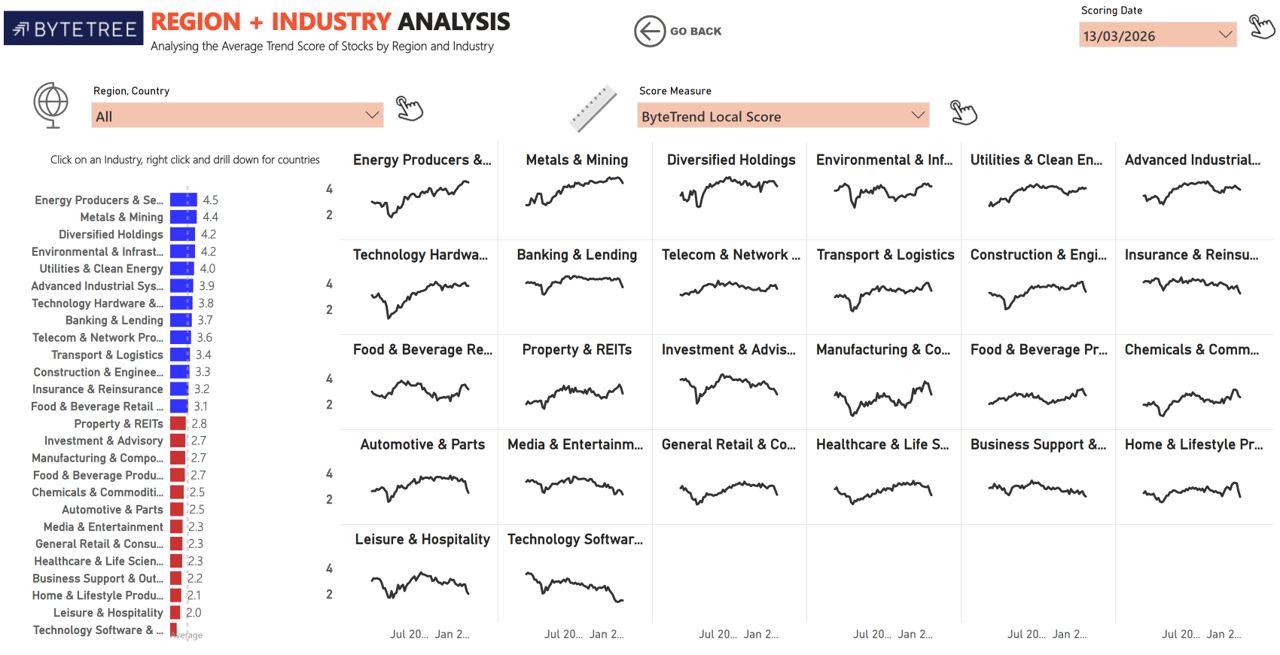 BYTETREE
REGION + INDUSTRY ANALYSIS
Analysing the Average Trend Score of Stocks by Region and Industry
GO BACK
Scoring Date
13/03/2026
Region, Country
All
Score Measure
ByteTrend Local Score
Click on an Industry, right click and drill down for countries
Energy Producers & Se... 4.5
Metals & Mining 4.4
Diversified Holdings 4.2
Environmental & Infrast... 4.2
Utilities & Clean Energy 4.0
Advanced Industrial Sys... 3.9
Technology Hardware &... 3.8
Banking & Lending 3.7
Telecom & Network Pro... 3.6
Transport & Logistics 3.4
Construction & Enginee... 3.3
Insurance & Reinsurance 3.2
Food & Beverage Retail ... 3.1
Property & REITs 2.8
Investment & Advisory 2.7
Manufacturing & Compo... 2.7
Food & Beverage Produ... 2.7
Chemicals & Commoditi... 2.5
Automotive & Parts 2.5
Media & Entertainment 2.3
General Retail & Consu... 2.3
Healthcare & Life Scien... 2.3
Business Support & Out... 2.2
Home & Lifestyle Produ... 2.1
Leisure & Hospitality 2.0
Technology Software & ...
Average
Energy Producers &... Metals & Mining Diversified Holdings Environmental & Inf... Utilities & Clean En... Advanced Industrial...
4
2
Technology Hardwa... Banking & Lending Telecom & Network ... Transport & Logistics Construction & Engi... Insurance & Reinsu...
4
2
Food & Beverage Re... Property & REITs Investment & Advis... Manufacturing & Co... Food & Beverage Pr... Chemicals & Comm...
4
2
Automotive & Parts Media & Entertainm... General Retail & Co... Healthcare & Life S... Business Support &... Home & Lifestyle Pr...
4
2
Leisure & Hospitality Technology Softwar...
4
2
Jul 20... Jan 2... Jul 20... Jan 2... Jul 20... Jan 2... Jul 20... Jan 2... Jul 20... Jan 2... Jul 20... Jan 2...